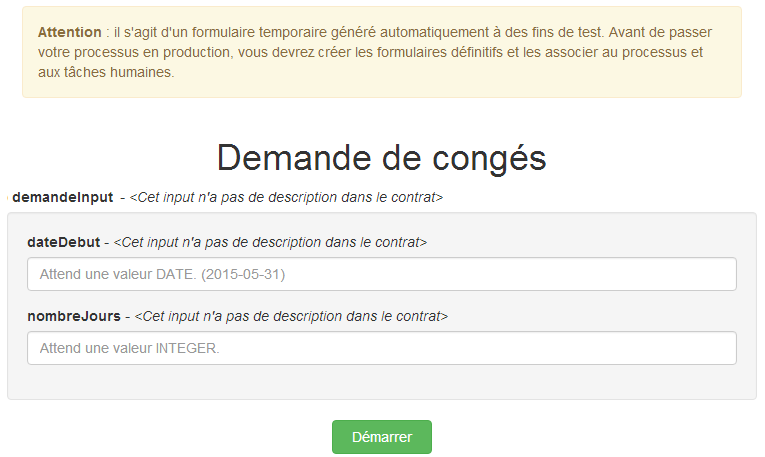 Attention : il s'agit d'un formulaire temporaire généré automatiquement à des fins de test. Avant de passer
votre processus en production, vous devrez créer les formulaires définitifs et les associer au processus et
aux tâches humaines.
Demande de congés
demandeInput - <Cet input n'a pas de description dans le contrat>
dateDebut - <Cet input n'a pas de description dans le contrat>
Attend une valeur DATE. (2015-05-31)
nombreJours - <Cet input n'a pas de description dans le contrat>
Attend une valeur INTEGER.
Démarrer